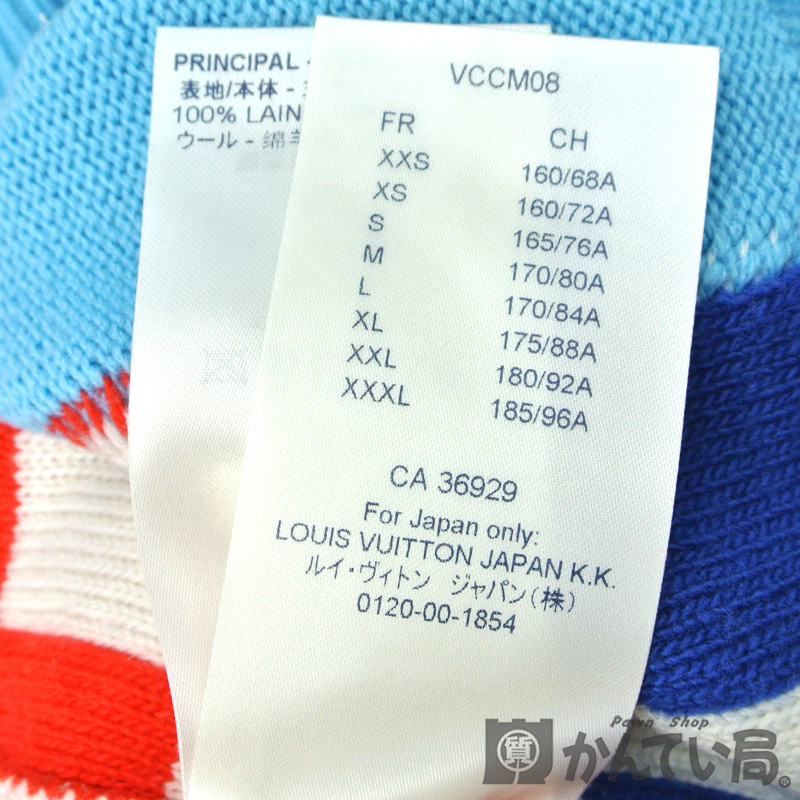 PRINCIPAL -
表地/本体 -
100% LAIN
ウール - 綿
VCCM08
FR CH
XXS 160/68A
XS 160/72A
S 165/76A
M 170/80A
L 170/84A
XL 175/88A
XXL 180/92A
XXXL 185/96A
CA 36929
For Japan only:
LOUIS VUITTON JAPAN K.K.
ルイ・ヴィトン ジャパン(株)
0120-00-1854
Pawn Shop
質 かんてい局®